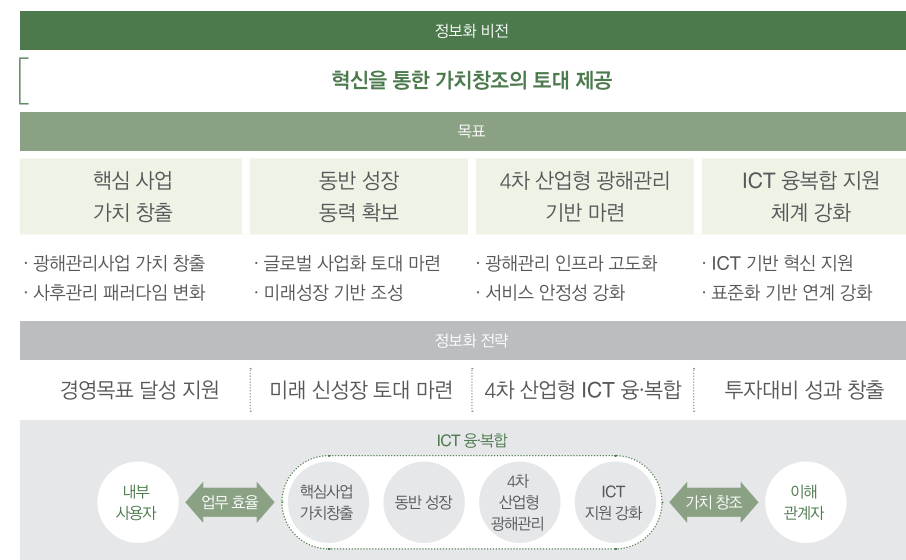 정보화 비전
혁신을 통한 가치창조의 토대 제공
목표
핵심 사업
가치 창출
동반 성장
동력 확보
4차 산업형 광해관리
기반 마련
ICT 융복합 지원
체계 강화
· 광해관리사업 가치 창출
· 사후관리 패러다임 변화
· 글로벌 사업화 토대 마련
· 미래성장 기반 조성
· 광해관리 인프라 고도화
· 서비스 안정성 강화
· ICT 기반 혁신 지원
· 표준화 기반 연계 강화
정보화 전략
경영목표 달성 지원
미래 신성장 토대 마련
4차 산업형 ICT 융·복합
투자대비 성과 창출
ICT 융·복합
내부
사용자
업무 효율
핵심사업
가치창출
동반 성장
4차
산업형
광해관리
ICT
지원 강화
가치 창조
이해
관계자